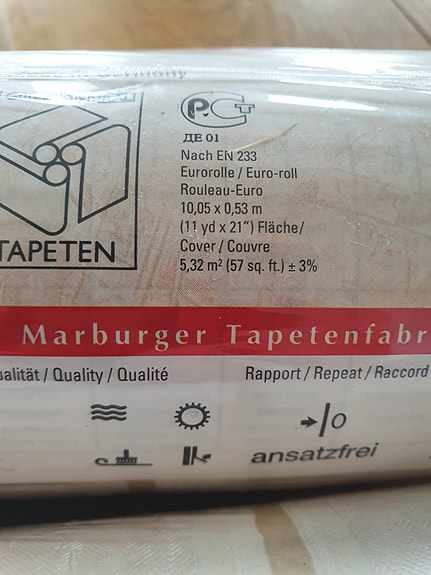 Germany
PCT
ДЕ 01
Nach EN 233
Eurorolle / Euro-roll
Rouleau-Euro
10,05 x 0,53 m
(11 yd x 21”) Fläche/
Cover / Couvre
5,32 m² (57 sq. ft.) ± 3%
TAPETEN
Marburger Tapetenfabr
ualität / Quality / Qualité
Rapport / Repeat / Raccord
0
ansatzfrei